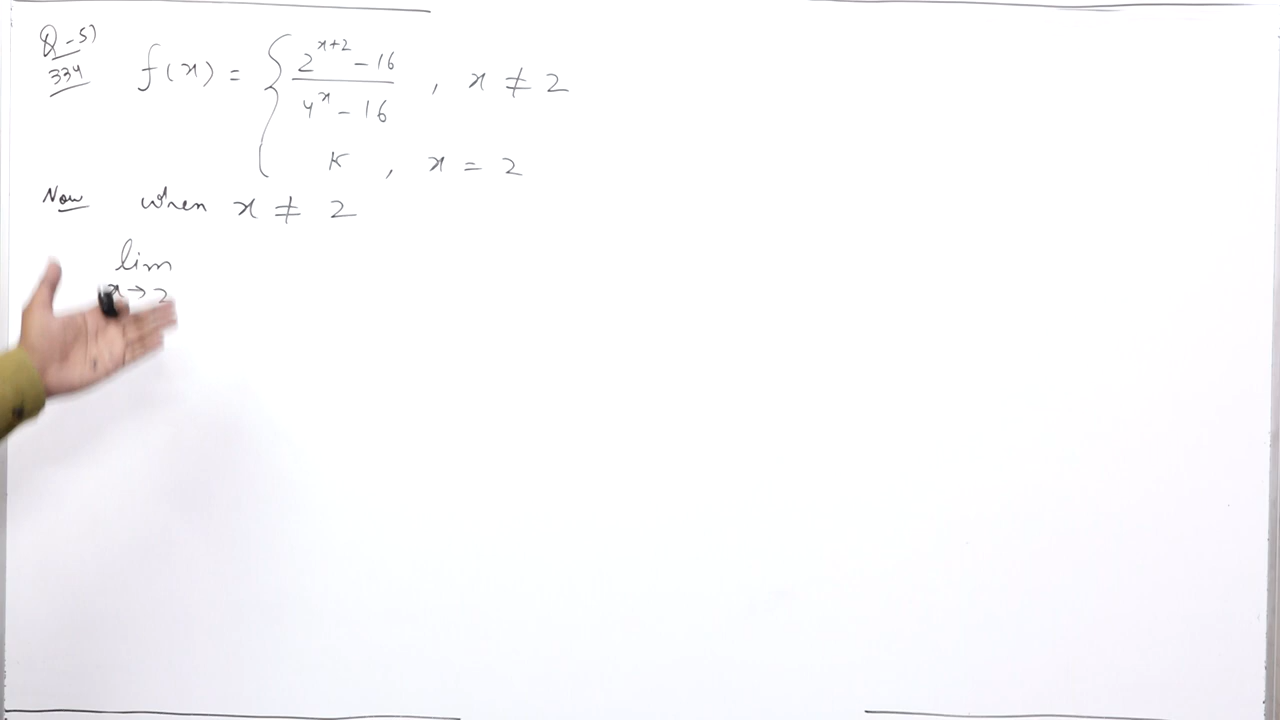 Q-5)
334
f(x) = { (2^(x+2) - 16) / (4^x - 16) , x ≠ 2
K , x = 2
Now when x ≠ 2
lim
x→2